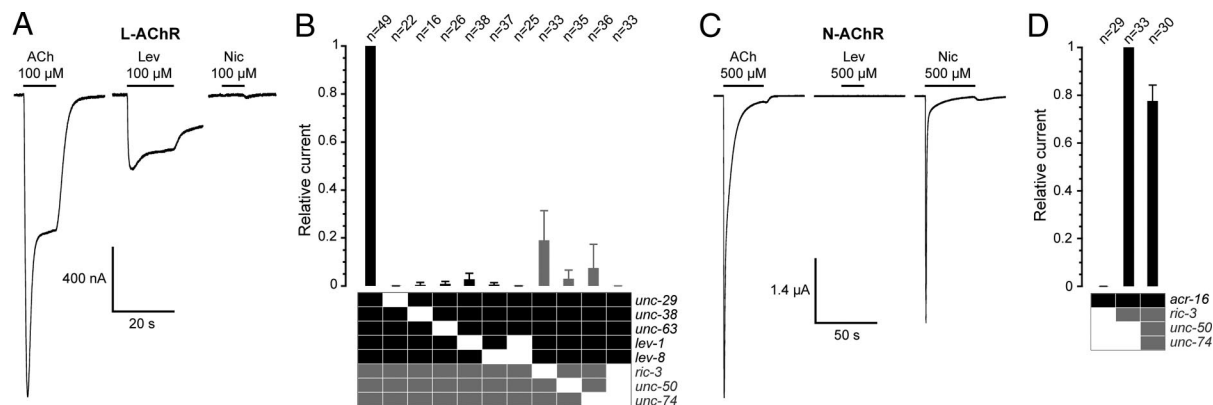 A
L-AChR
ACh
100 µM
Lev
100 µM
Nic
100 µM
400 nA
20 s
B
n=49
n=22
n=16
n=26
n=38
n=37
n=25
n=33
n=35
n=36
n=33
Relative current
1
0.8
0.6
0.4
0.2
0
unc-29
unc-38
unc-63
lev-1
lev-8
ric-3
unc-50
unc-74
C
N-AChR
ACh
500 µM
Lev
500 µM
Nic
500 µM
1.4 µA
50 s
D
n=29
n=33
n=30
Relative current
1
0.8
0.6
0.4
0.2
0
acr-16
ric-3
unc-50
unc-74